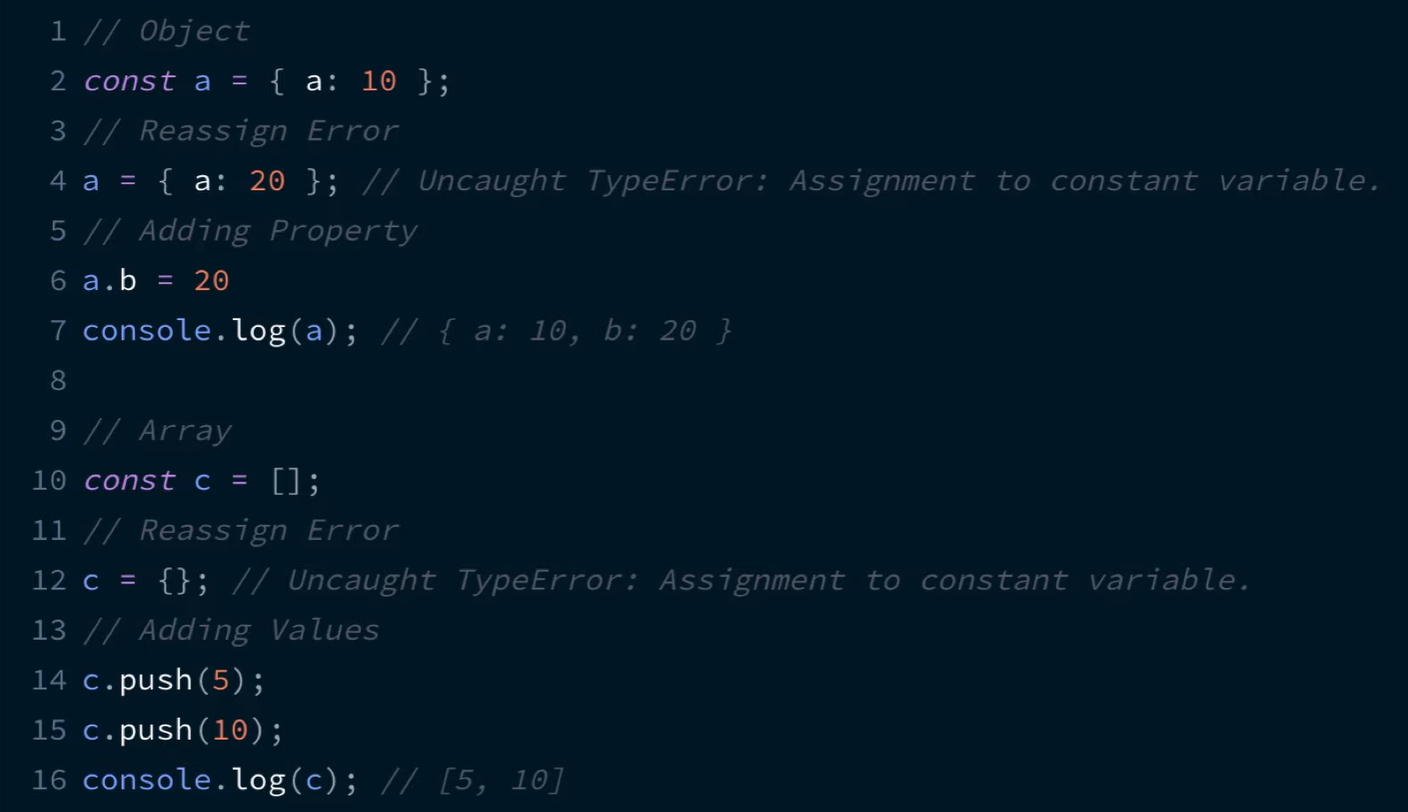 1 // Object
2 const a = { a: 10 };
3 // Reassign Error
4 a = { a: 20 }; // Uncaught TypeError: Assignment to constant variable.
5 // Adding Property
6 a.b = 20
7 console.log(a); // { a: 10, b: 20 }
8
9 // Array
10 const c = [];
11 // Reassign Error
12 c = {}; // Uncaught TypeError: Assignment to constant variable.
13 // Adding Values
14 c.push(5);
15 c.push(10);
16 console.log(c); // [5, 10]